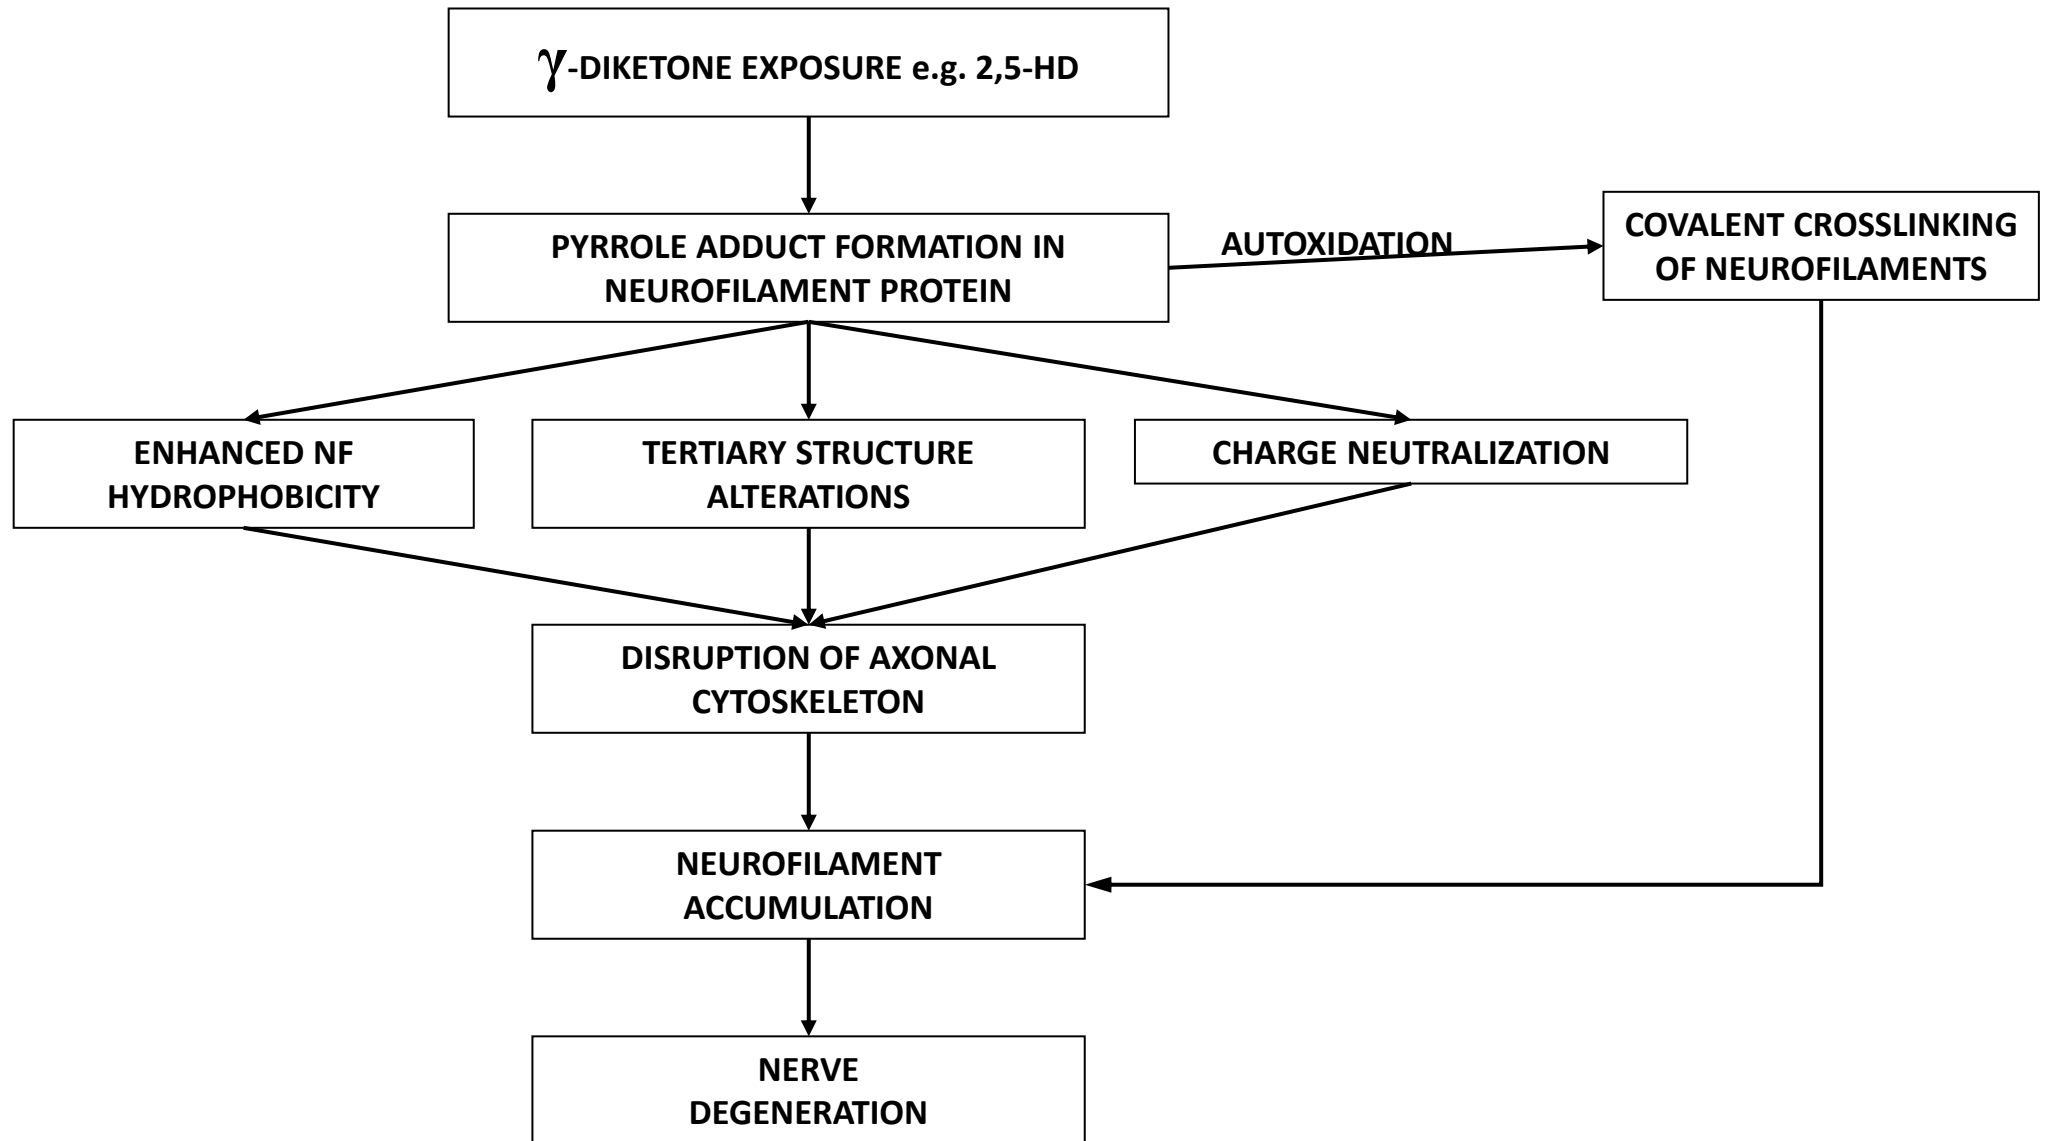 γ-DIKETONE EXPOSURE e.g. 2,5-HD
PYRROLE ADDUCT FORMATION IN
NEUROFILAMENT PROTEIN
AUTOXIDATION
COVALENT CROSSLINKING
OF NEUROFILAMENTS
ENHANCED NF
HYDROPHOBICITY
TERTIARY STRUCTURE
ALTERATIONS
CHARGE NEUTRALIZATION
DISRUPTION OF AXONAL
CYTOSKELETON
NEUROFILAMENT
ACCUMULATION
NERVE
DEGENERATION